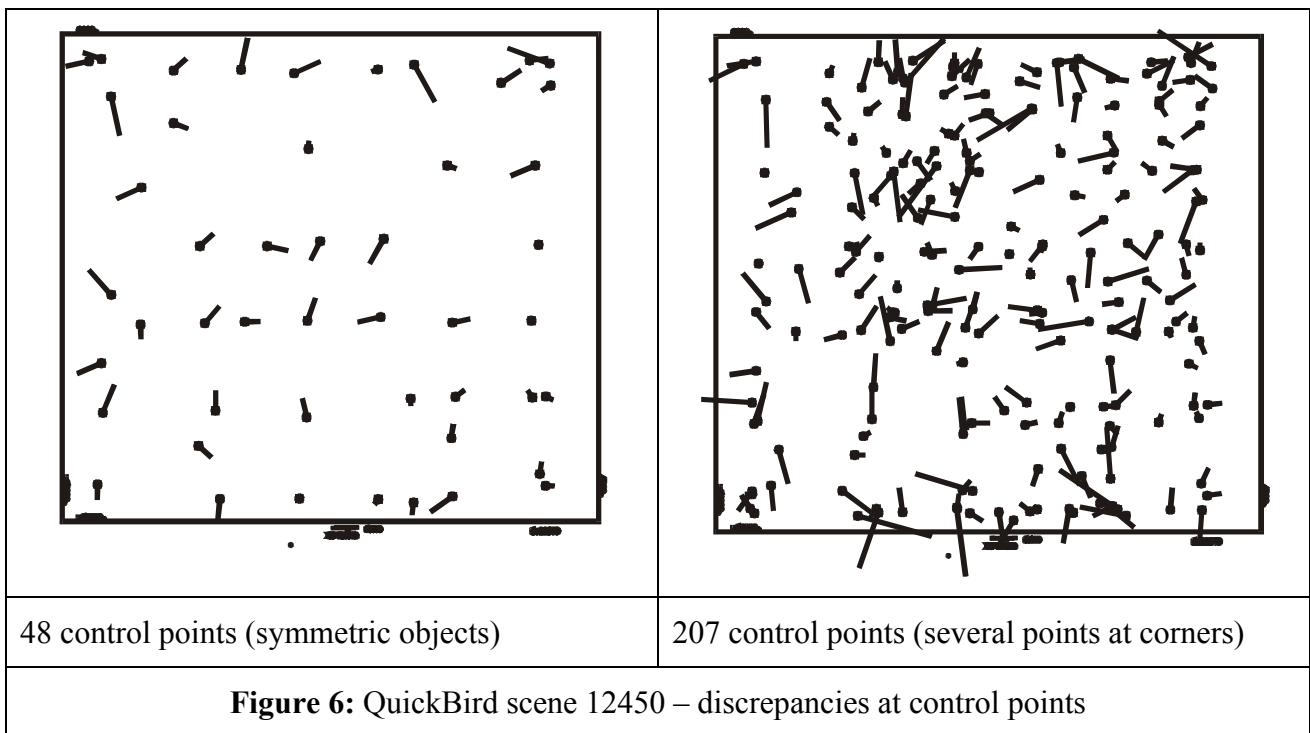 48 control points (symmetric objects)
207 control points (several points at corners)
Figure 6: QuickBird scene 12450 – discrepancies at control points